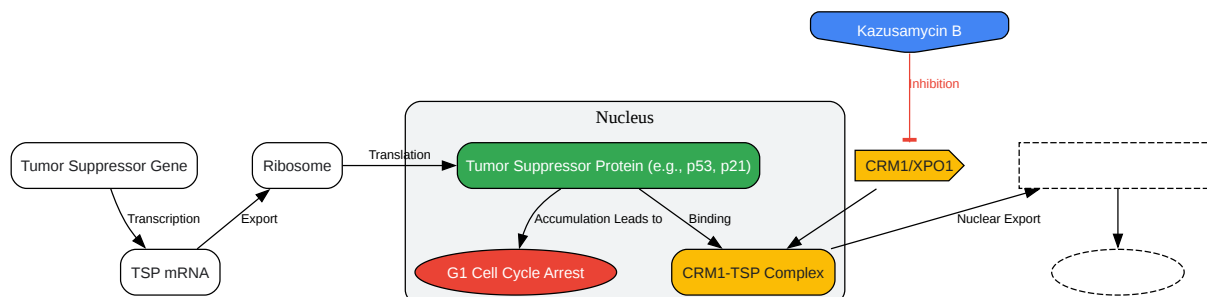 Kazusamycin B
Inhibition
Nucleus
Tumor Suppressor Gene
Ribosome
Translation
Tumor Suppressor Protein (e.g., p53, p21)
CRM1/XPO1
Transcription
Export
Accumulation Leads to
Binding
Nuclear Export
TSP mRNA
G1 Cell Cycle Arrest
CRM1-TSP Complex